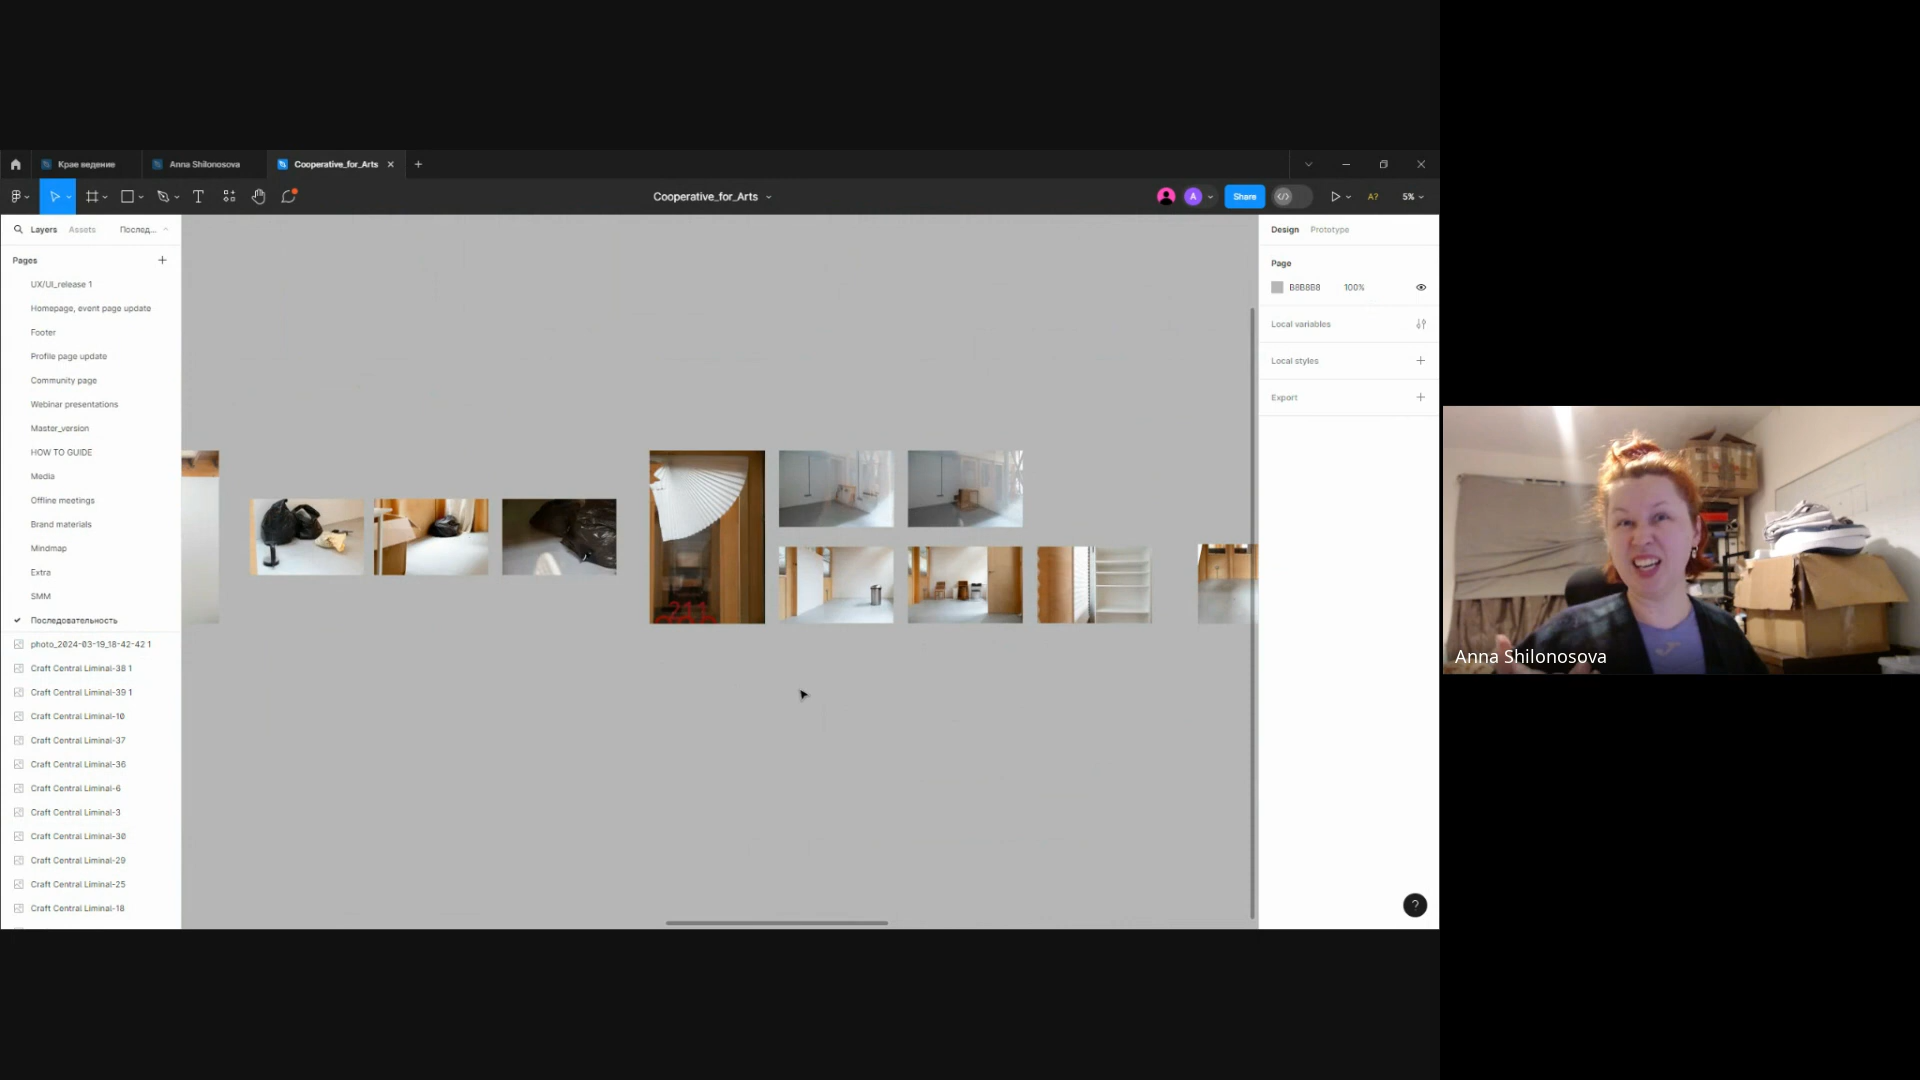 Крае ведение
Anna Shilonosova
Cooperative_for_Arts
Cooperative_for_Arts
A
Share
A?
5%
Layers
Assets
Послед...
Pages
UX/UI_release 1
Homepage, event page update
Footer
Profile page update
Community page
Webinar presentations
Master_version
HOW TO GUIDE
Media
Offline meetings
Brand materials
Mindmap
Extra
SMM
Последовательность
photo_2024-03-19_18-42-42 1
Craft Central Liminal-38 1
Craft Central Liminal-39 1
Craft Central Liminal-10
Craft Central Liminal-37
Craft Central Liminal-36
Craft Central Liminal-6
Craft Central Liminal-3
Craft Central Liminal-30
Craft Central Liminal-29
Craft Central Liminal-25
Craft Central Liminal-18
211
Design
Prototype
Page
B8B8B8
100%
Local variables
Local styles
Export
?
Anna Shilonosova